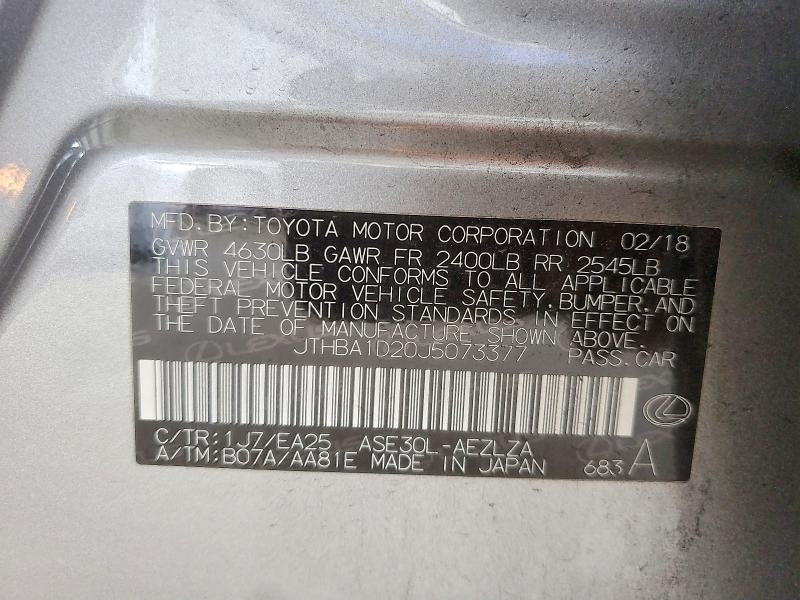 MFD. BY: TOYOTA MOTOR CORPORATION 02/18
GVWR 4630LB GAWR FR 2400LB RR 2545LB
THIS VEHICLE CONFORMS TO ALL APPLICABLE
FEDERAL MOTOR VEHICLE SAFETY, BUMPER, AND
THEFT PREVENTION STANDARDS IN EFFECT ON
THE DATE OF MANUFACTURE SHOWN ABOVE.
JTHBA1D20J5073377 PASS. CAR
C/TR: 1J7/EA25 ASE30L-AEZLZA
A/TM: B07A/AA81E MADE IN JAPAN 683 A